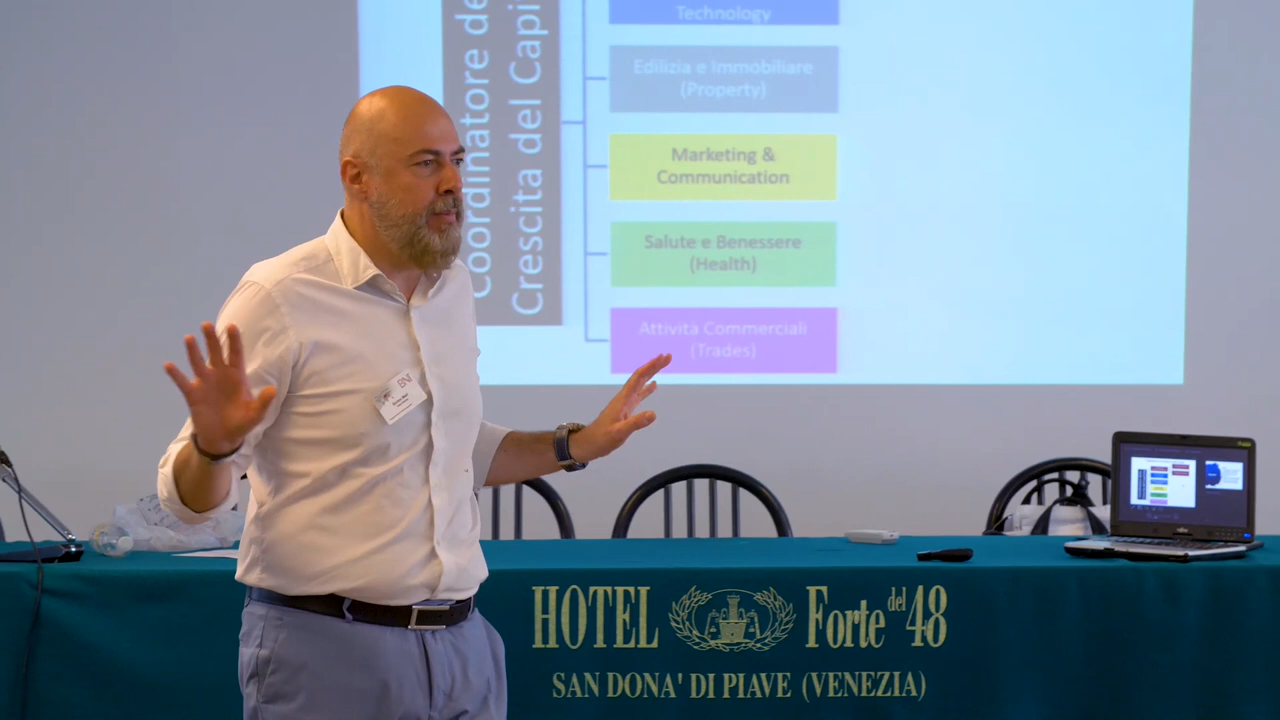 Coordinatore de
Crescita del Capi
Technology
Edilizia e Immobiliare
(Property)
Marketing &
Communication
Salute e Benessere
(Health)
Attività Commerciali
(Trades)
BNI
HOTEL Forte del 48
SAN DONA' DI PIAVE (VENEZIA)